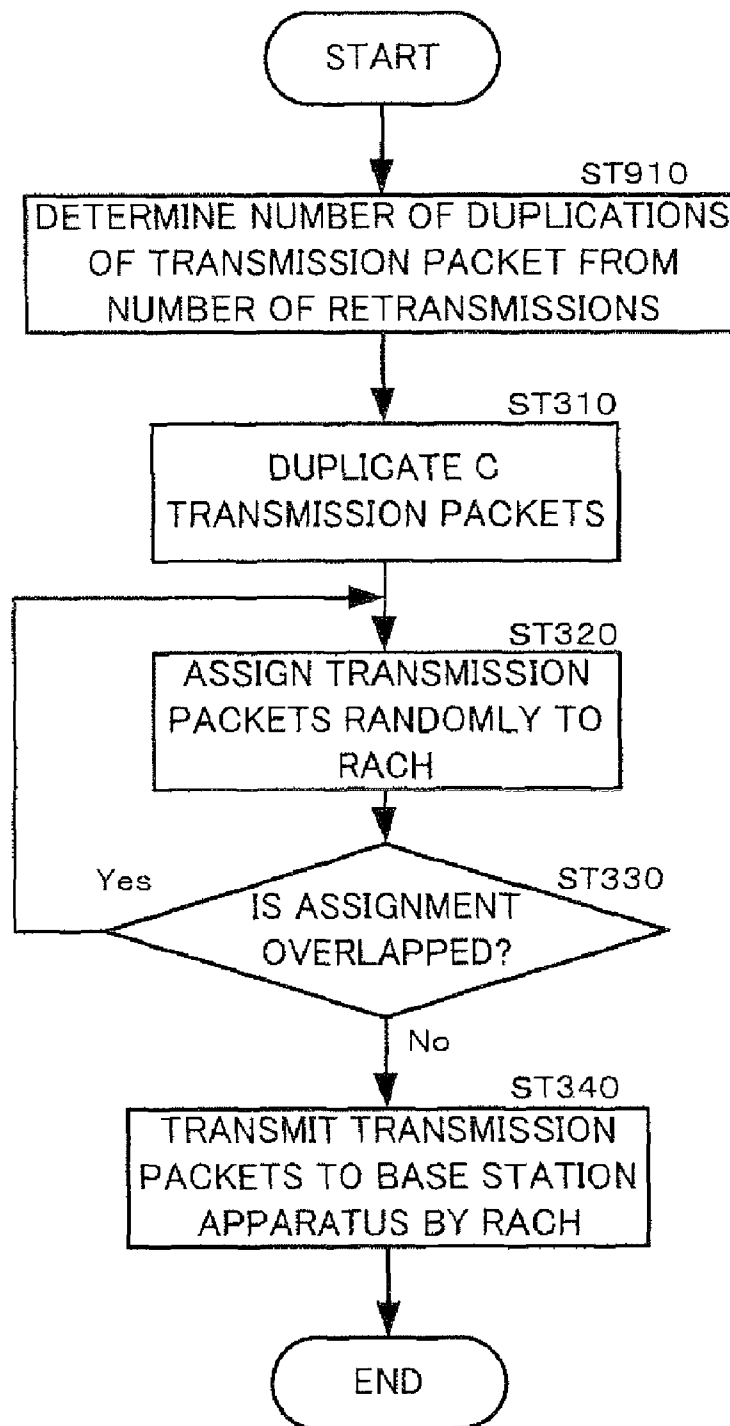 START
ST910
DETERMINE NUMBER OF DUPLICATIONS
OF TRANSMISSION PACKET FROM
NUMBER OF RETRANSMISSIONS
ST310
DUPLICATE C
TRANSMISSION PACKETS
ST320
ASSIGN TRANSMISSION
PACKETS RANDOMLY TO
RACH
Yes
ST330
IS ASSIGNMENT
OVERLAPPED?
No
ST340
TRANSMIT TRANSMISSION
PACKETS TO BASE STATION
APPARATUS BY RACH
END